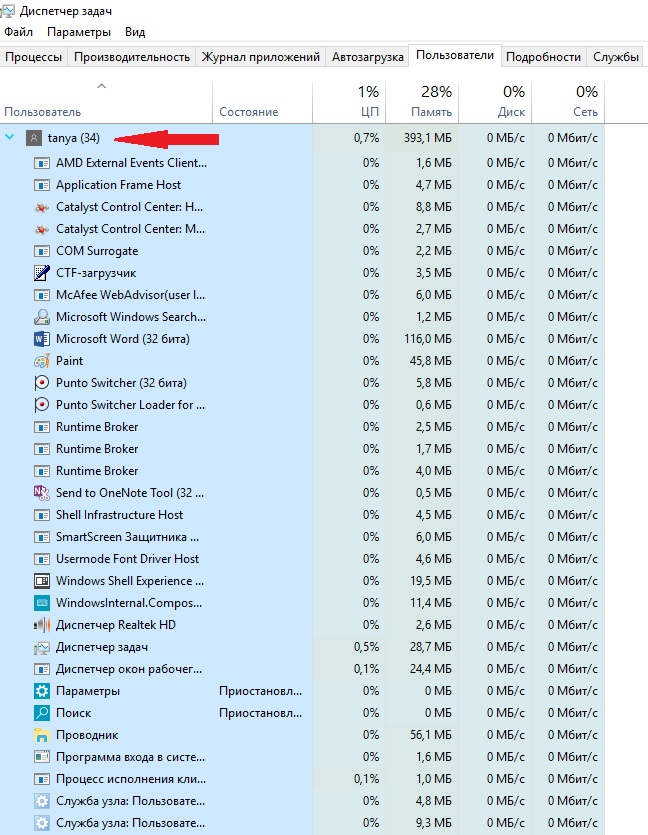 Диспетчер задач
Файл Параметры Вид
Процессы Производительность Журнал приложений Автозагрузка Пользователи Подробности Службы
1% 28% 0% 0%
Пользователь Состояние ЦП Память Диск Сеть
tanya (34) 0,7% 393,1 МБ 0 МБ/с 0 Мбит/с
AMD External Events Client... 0% 1,6 МБ 0 МБ/с 0 Мбит/с
Application Frame Host 0% 4,7 МБ 0 МБ/с 0 Мбит/с
Catalyst Control Center: H... 0% 8,8 МБ 0 МБ/с 0 Мбит/с
Catalyst Control Center: M... 0% 2,7 МБ 0 МБ/с 0 Мбит/с
COM Surrogate 0% 2,2 МБ 0 МБ/с 0 Мбит/с
CTF-загрузчик 0% 3,5 МБ 0 МБ/с 0 Мбит/с
McAfee WebAdvisor(user l... 0% 6,0 МБ 0 МБ/с 0 Мбит/с
Microsoft Windows Search... 0% 1,2 МБ 0 МБ/с 0 Мбит/с
Microsoft Word (32 бита) 0% 116,0 МБ 0 МБ/с 0 Мбит/с
Paint 0% 45,8 МБ 0 МБ/с 0 Мбит/с
Punto Switcher (32 бита) 0% 5,8 МБ 0 МБ/с 0 Мбит/с
Punto Switcher Loader for ... 0% 0,6 МБ 0 МБ/с 0 Мбит/с
Runtime Broker 0% 2,5 МБ 0 МБ/с 0 Мбит/с
Runtime Broker 0% 1,7 МБ 0 МБ/с 0 Мбит/с
Runtime Broker 0% 4,0 МБ 0 МБ/с 0 Мбит/с
Send to OneNote Tool (32 ... 0% 0,5 МБ 0 МБ/с 0 Мбит/с
Shell Infrastructure Host 0% 4,5 МБ 0 МБ/с 0 Мбит/с
SmartScreen Защитника ... 0% 6,0 МБ 0 МБ/с 0 Мбит/с
Usermode Font Driver Host 0% 4,6 МБ 0 МБ/с 0 Мбит/с
Windows Shell Experience ... 0% 19,5 МБ 0 МБ/с 0 Мбит/с
WindowsInternal.Compos... 0% 11,4 МБ 0 МБ/с 0 Мбит/с
Диспетчер Realtek HD 0% 2,6 МБ 0 МБ/с 0 Мбит/с
Диспетчер задач 0,5% 28,7 МБ 0 МБ/с 0 Мбит/с
Диспетчер окон рабочег... 0,1% 24,4 МБ 0 МБ/с 0 Мбит/с
Параметры Приостановл... 0% 0 МБ 0 МБ/с 0 Мбит/с
Поиск Приостановл... 0% 0 МБ 0 МБ/с 0 Мбит/с
Проводник 0% 56,1 МБ 0 МБ/с 0 Мбит/с
Программа входа в систе... 0% 1,6 МБ 0 МБ/с 0 Мбит/с
Процесс исполнения кли... 0,1% 1,0 МБ 0 МБ/с 0 Мбит/с
Служба узла: Пользовате... 0% 4,8 МБ 0 МБ/с 0 Мбит/с
Служба узла: Пользовате... 0% 9,3 МБ 0 МБ/с 0 Мбит/с